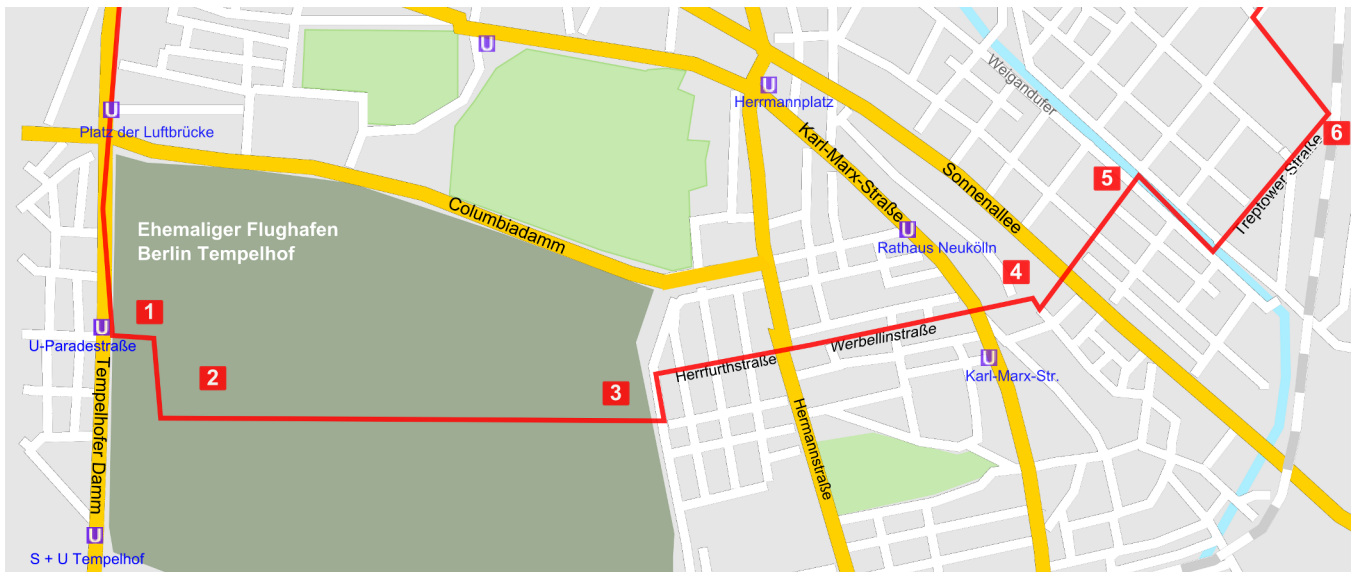 U
U
Herrmannplatz
Weigandufer
U
Platz der Luftbrücke
6
Treptower Straße
Karl-Marx-Straße
Sonnenallee
5
Columbiadamm
Ehemaliger Flughafen
Berlin Tempelhof
U
Rathaus Neukölln
4
1
U
U-Paradestraße
Werbellinstraße
Herrfurthstraße
U
Karl-Marx-Str.
2
3
Tempelhofer Damm
Hermannstraße
U
S + U Tempelhof